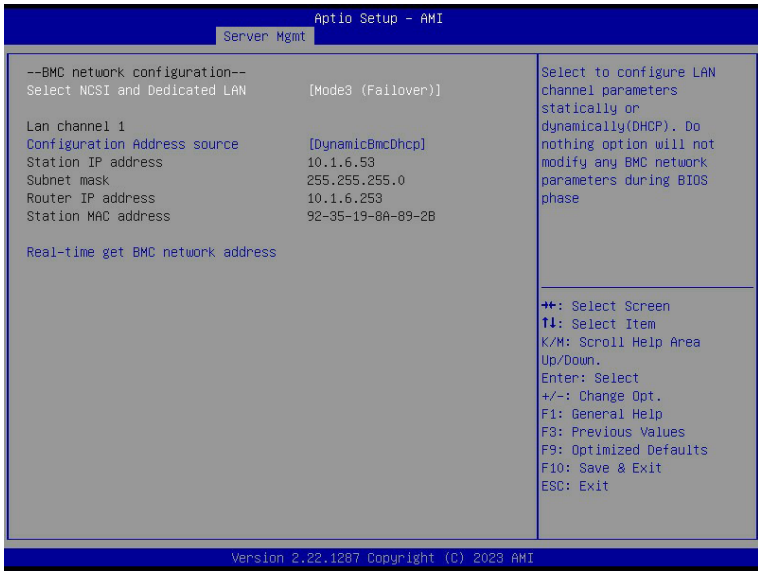 Aptio Setup - AMI
Server Mgmt
--BMC network configuration--
Select NCSI and Dedicated LAN [Mode3 (Failover)]
Lan channel 1
Configuration Address source [DynamicBmcDhcp]
Station IP address 10.1.6.53
Subnet mask 255.255.255.0
Router IP address 10.1.6.253
Station MAC address 92-35-19-8A-89-2B
Real-time get BMC network address
Select to configure LAN
channel parameters
statically or
dynamically(DHCP). Do
nothing option will not
modify any BMC network
parameters during BIOS
phase
→←: Select Screen
↑↓: Select Item
K/M: Scroll Help Area
Up/Down.
Enter: Select
+/-: Change Opt.
F1: General Help
F3: Previous Values
F9: Optimized Defaults
F10: Save & Exit
ESC: Exit
Version 2.22.1287 Copyright (C) 2023 AMI